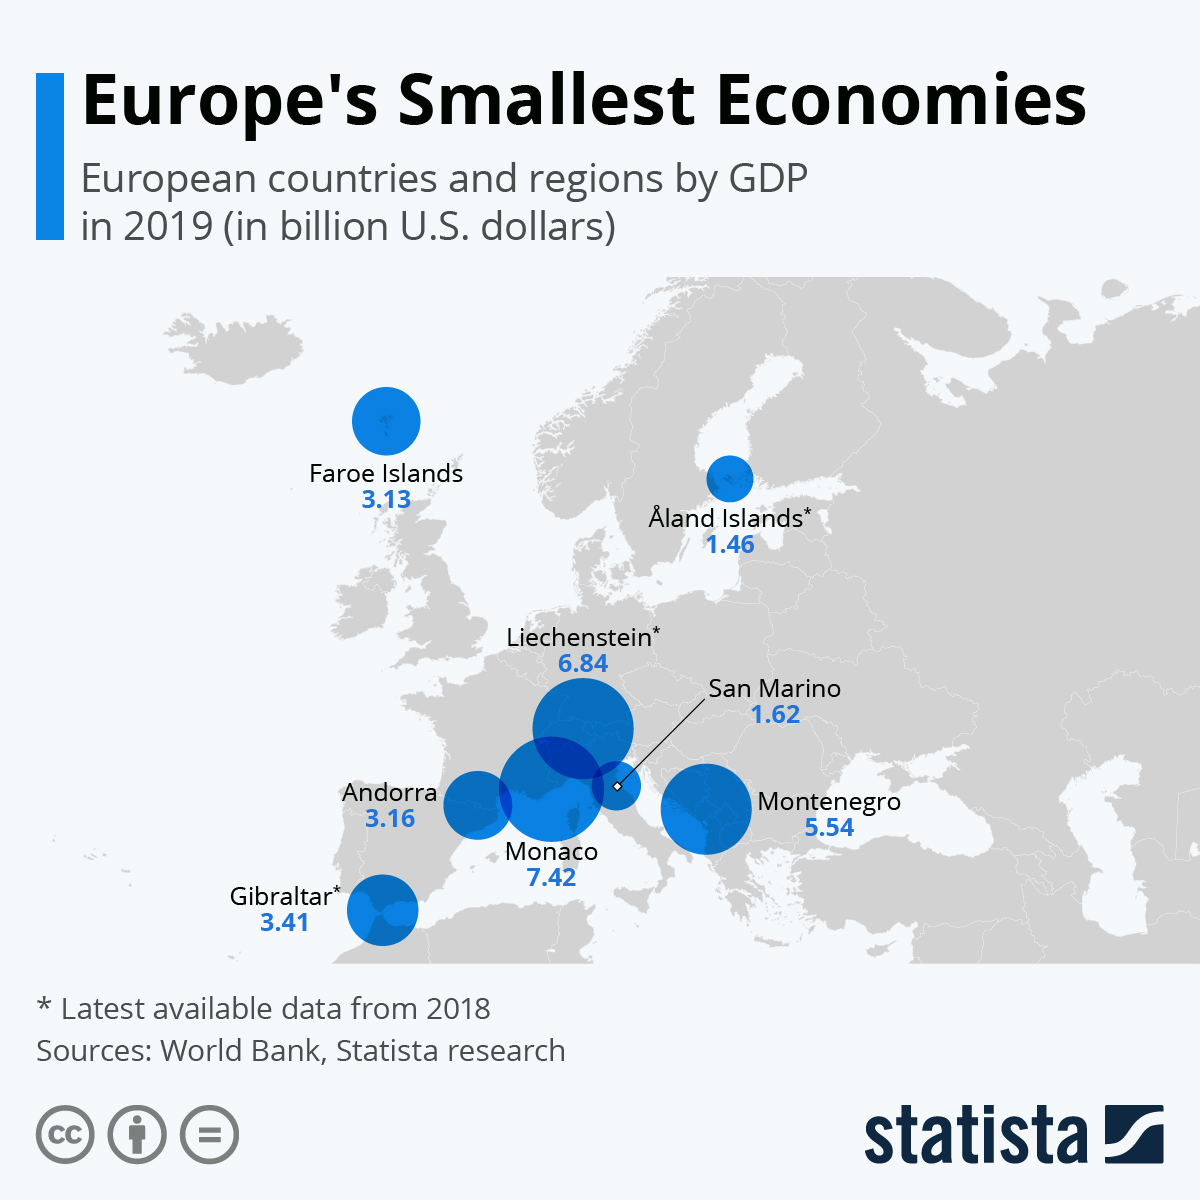 Europe's Smallest Economies
European countries and regions by GDP
in 2019 (in billion U.S. dollars)
Faroe Islands
3.13
Åland Islands*
1.46
Liechenstein*
6.84
San Marino
1.62
Andorra
3.16
Montenegro
5.54
Monaco
7.42
Gibraltar*
3.41
* Latest available data from 2018
Sources: World Bank, Statista research
cc
=
statista